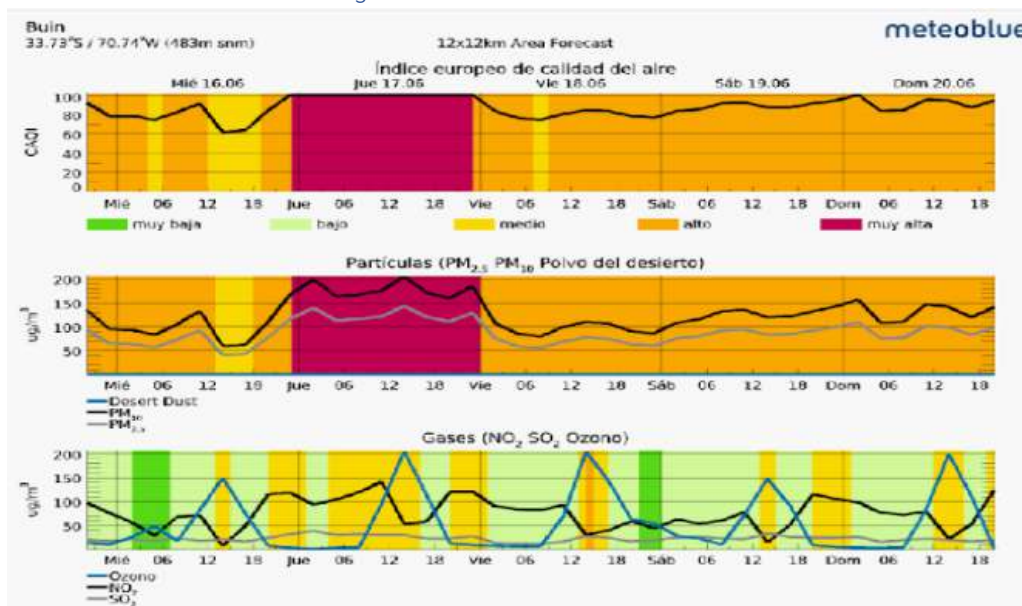 Buin
33.73°S / 70.74°W (483m snm)
12x12km Area Forecast
meteoblue
Índice europeo de calidad del aire
Mié 16.06 Jue 17.06 Vie 18.06 Sáb 19.06 Dom 20.06
CAQI
100
80
60
40
20
0
Mié 06 12 18 Jue 06 12 18 Vie 06 12 18 Sáb 06 12 18 Dom 06 12 18
muy baja bajo medio alto muy alta
Partículas (PM2.5 PM10 Polvo del desierto)
ug/m³
200
150
100
50
Mié 06 12 18 Jue 06 12 18 Vie 06 12 18 Sáb 06 12 18 Dom 06 12 18
Desert Dust
PM10
PM2.5
Gases (NO2 SO2 Ozono)
ug/m³
200
150
100
50
Mié 06 12 18 Jue 06 12 18 Vie 06 12 18 Sáb 06 12 18 Dom 06 12 18
Ozono
NO2
SO2